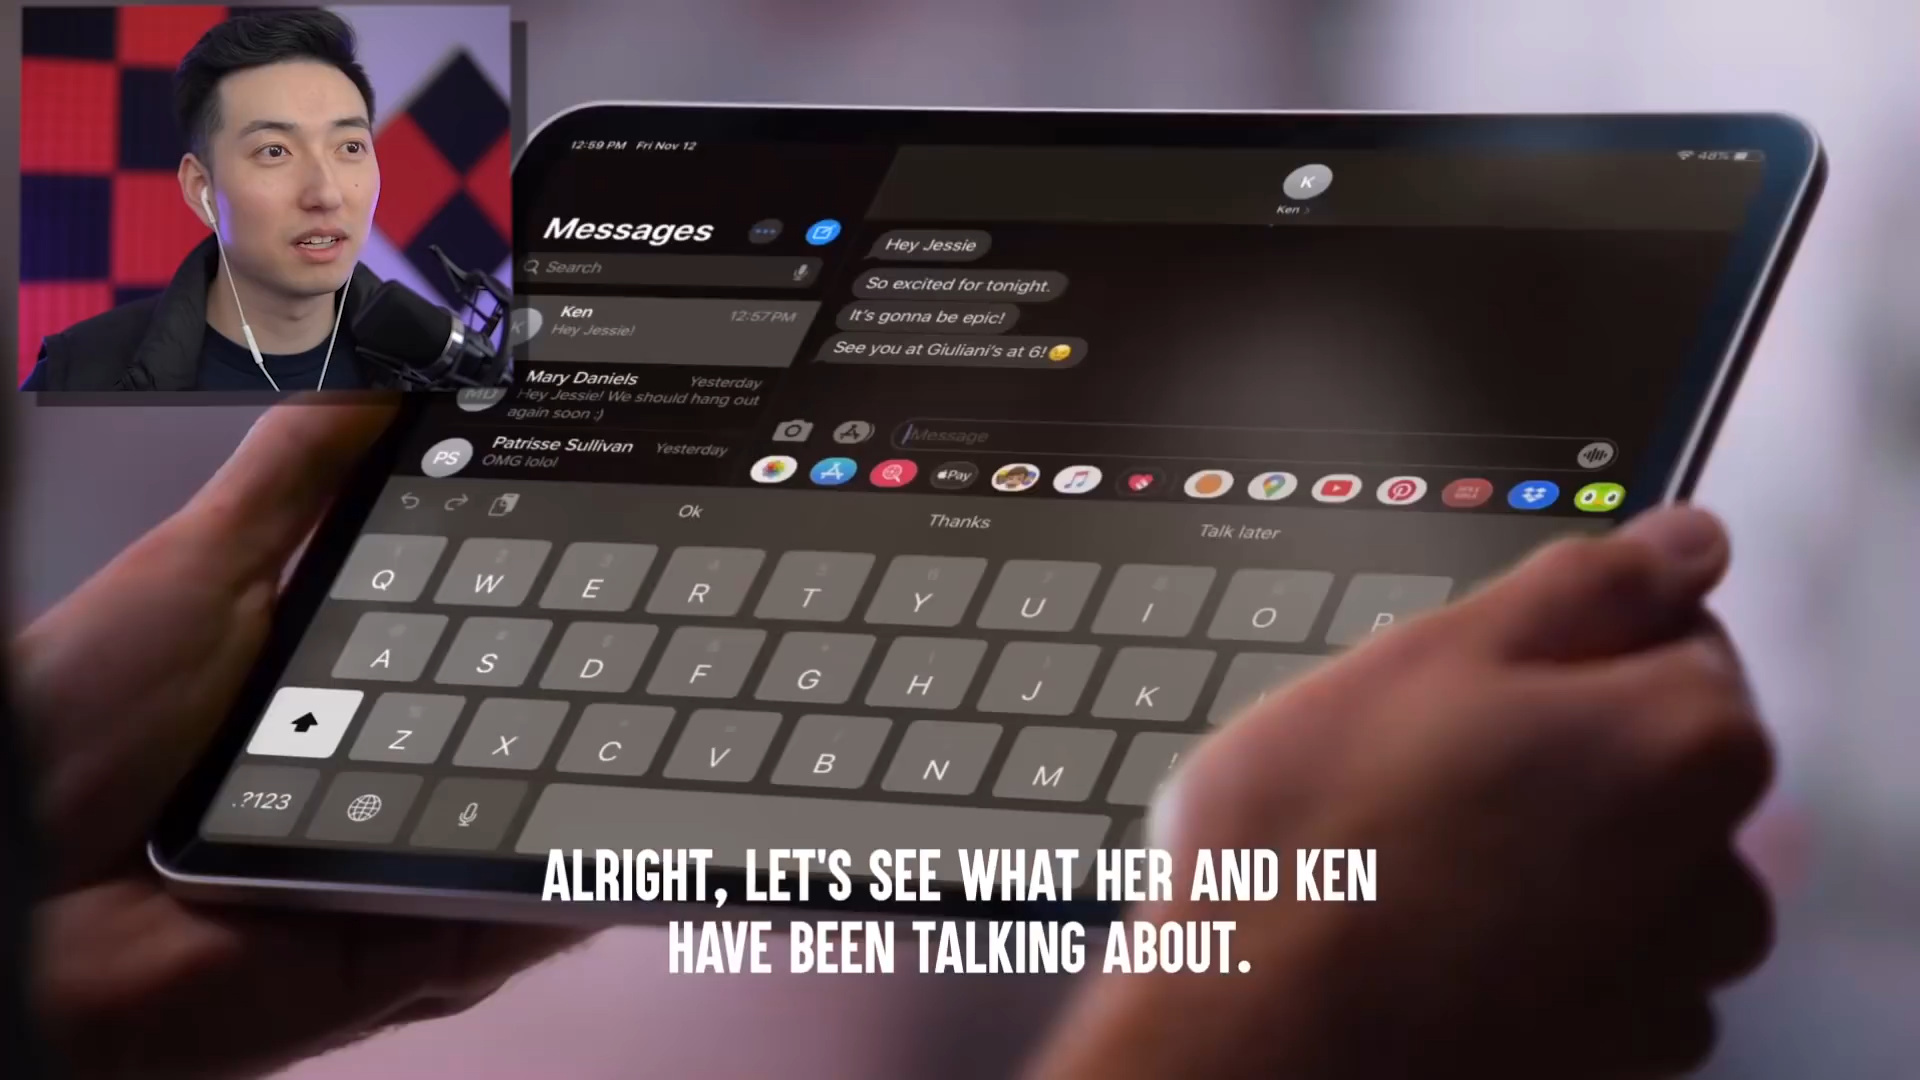 12:59 PM Fri Nov 12
48%
Messages
Search
K
Ken
12:57 PM
Hey Jessie!
MD
Mary Daniels
Yesterday
Hey Jessie! We should hang out
again soon :)
PS
Patrisse Sullivan
Yesterday
OMG lolol
K
Ken
Hey Jessie
So excited for tonight.
It's gonna be epic!
See you at Giuliani's at 6!😉
Message
Pay
Ok
Thanks
Talk later
Q W E R T Y U I O P
A S D F G H J K
Z X C V B N M !
.?123
ALRIGHT, LET'S SEE WHAT HER AND KEN
HAVE BEEN TALKING ABOUT.